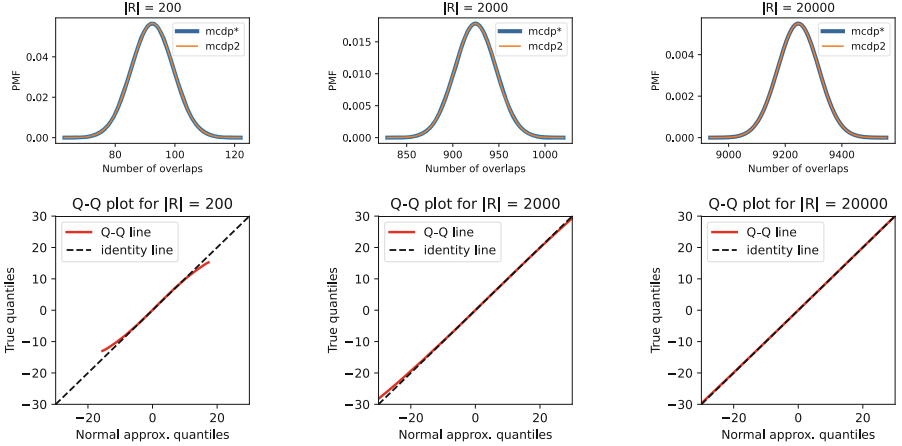 |R| = 200
mcdp*
mcdp2
PMF
0.04
0.02
0.00
80 100 120
Number of overlaps
|R| = 2000
mcdp*
mcdp2
PMF
0.015
0.010
0.005
0.000
850 900 950 1000
Number of overlaps
|R| = 20000
mcdp*
mcdp2
PMF
0.004
0.002
0.000
9000 9200 9400
Number of overlaps
Q-Q plot for |R| = 200
Q-Q line
identity line
True quantiles
30
20
10
0
−10
−20
−30
−20 0 20
Normal approx. quantiles
Q-Q plot for |R| = 2000
Q-Q line
identity line
True quantiles
30
20
10
0
−10
−20
−30
−20 0 20
Normal approx. quantiles
Q-Q plot for |R| = 20000
Q-Q line
identity line
True quantiles
30
20
10
0
−10
−20
−30
−20 0 20
Normal approx. quantiles